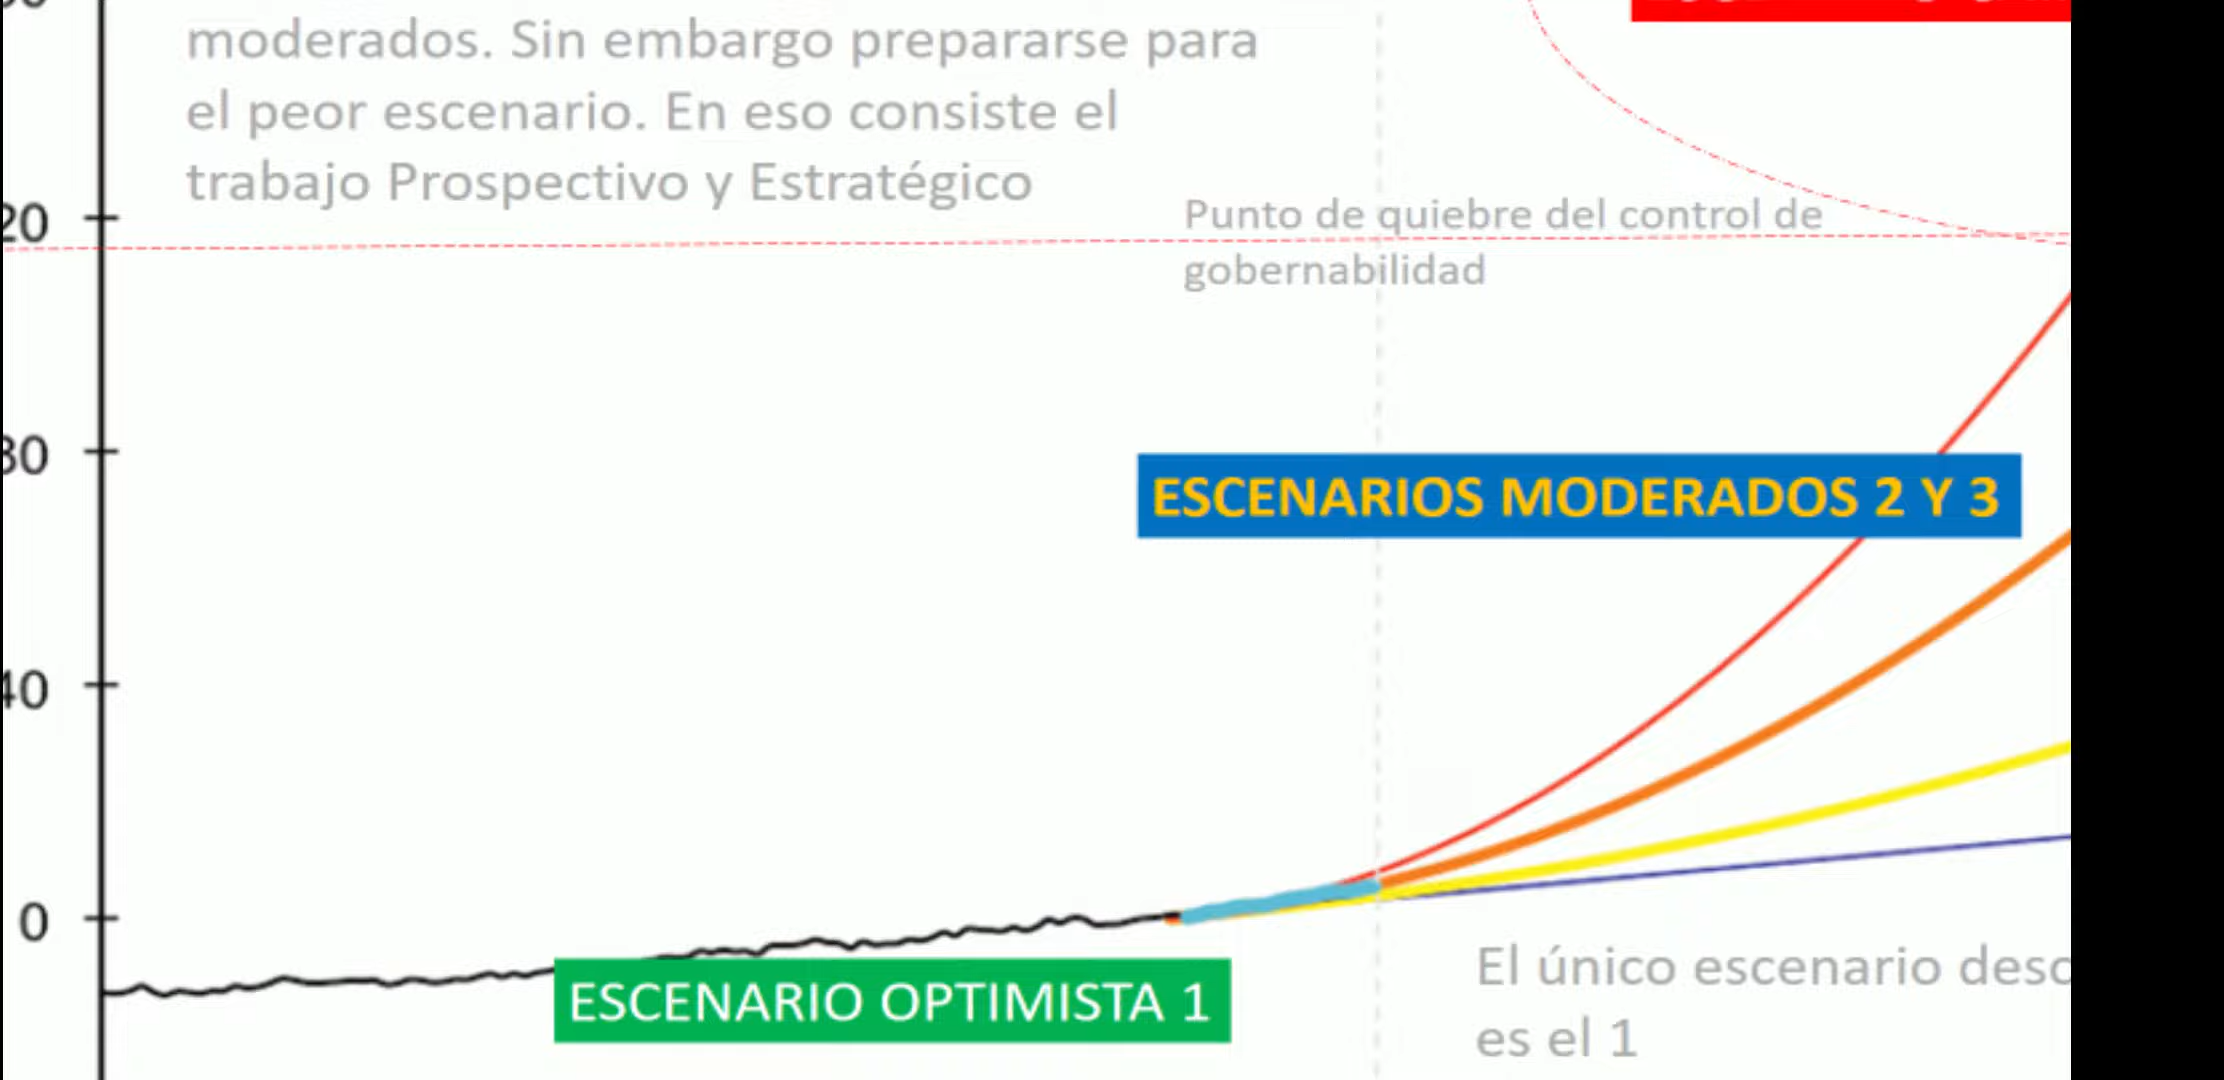 moderados. Sin embargo prepararse para
el peor escenario. En eso consiste el
trabajo Prospectivo y Estratégico
20
Punto de quiebre del control de
gobernabilidad
80
ESCENARIOS MODERADOS 2 Y 3
40
0
ESCENARIO OPTIMISTA 1
El único escenario
es el 1